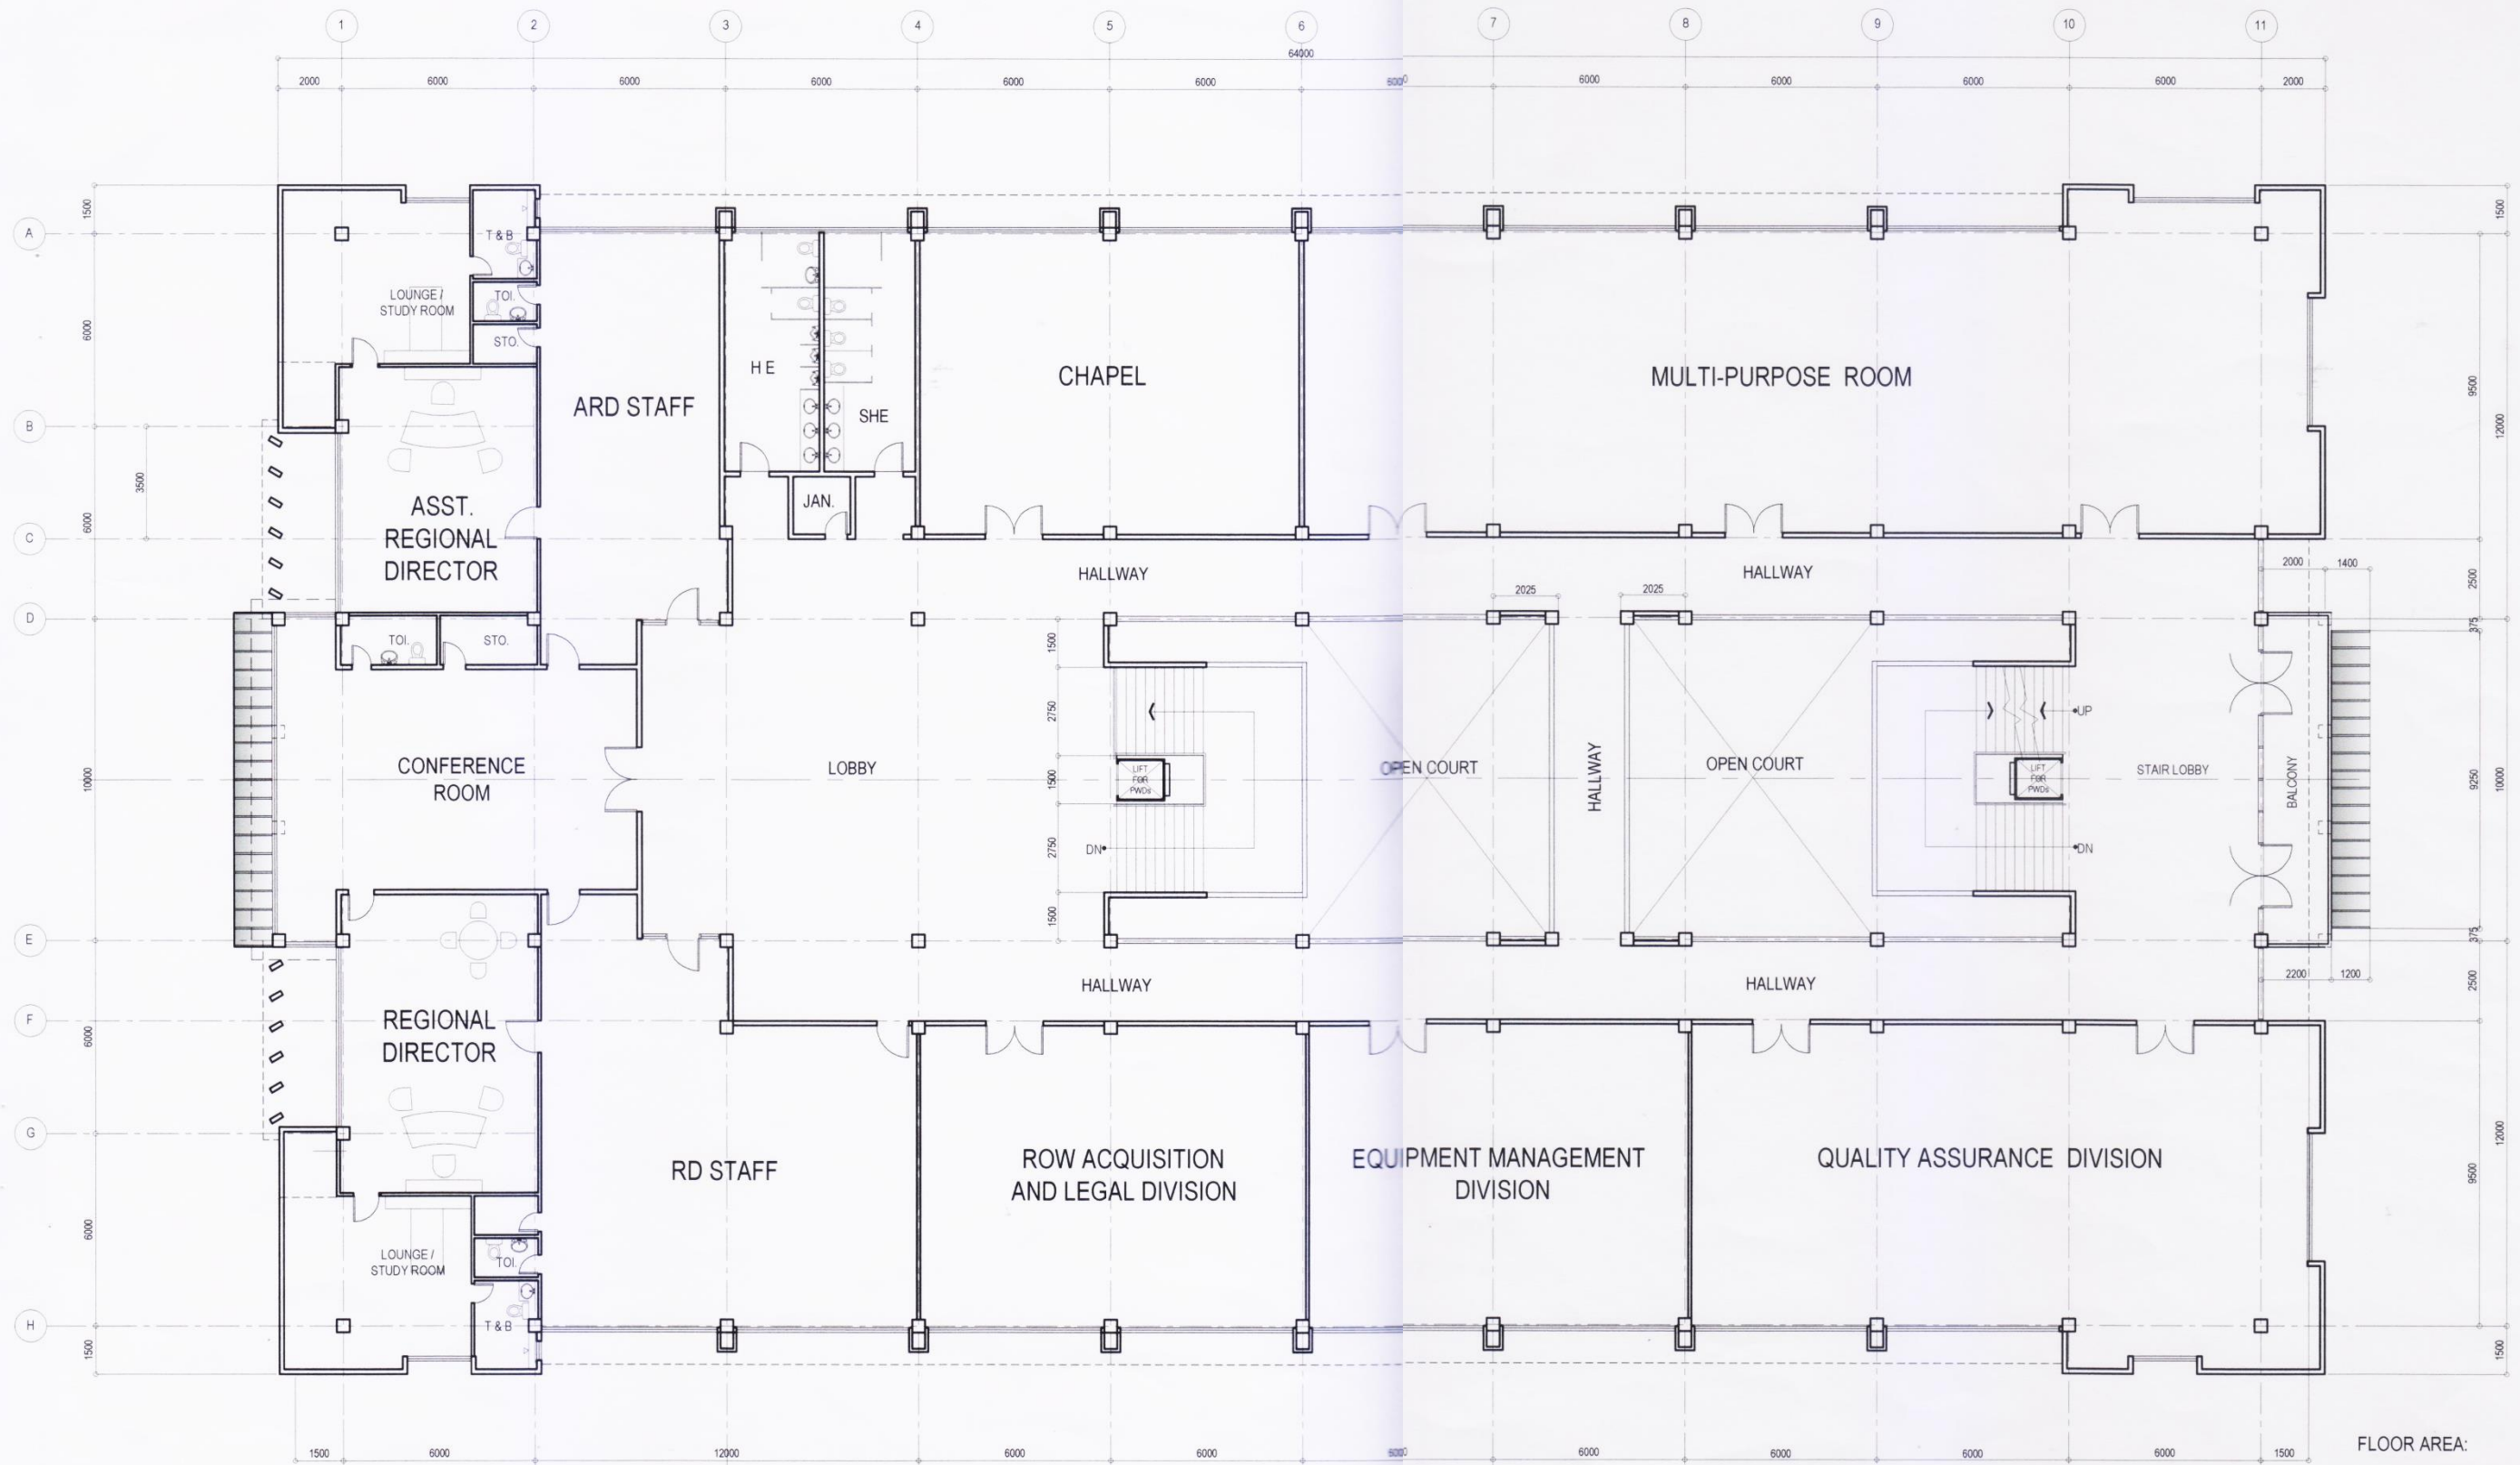 1 2 3 4 5 6 7 8 9 10 11
64000
2000 6000 6000 6000 6000 6000 6000 6000 6000 6000 2000
1500
A
T & B
1500
LOUNGE /
STUDY ROOM
TOI.
6000
STO.
H E
CHAPEL
MULTI-PURPOSE ROOM
9500
ARD STAFF
SHE
B
12000
3500
ASST.
REGIONAL
DIRECTOR
JAN.
6000
C
HALLWAY
HALLWAY
2000 1400
2500
2025 2025
D
TOI.
STO.
1500
375
2750
UP
CONFERENCE
ROOM
LOBBY
OPEN COURT
HALLWAY
OPEN COURT
STAIR LOBBY
BALCONY
LIFT
FOR
PWDs
LIFT
FOR
PWDs
10000
1500
9250
10000
DN
2750
DN
1500
E
375
HALLWAY
HALLWAY
2200 1200
2500
F
REGIONAL
DIRECTOR
6000
G
RD STAFF
ROW ACQUISITION
AND LEGAL DIVISION
EQUIPMENT MANAGEMENT
DIVISION
QUALITY ASSURANCE DIVISION
12000
9500
6000
LOUNGE /
STUDY ROOM
TOI.
H
T & B
1500
1500
FLOOR AREA:
1500 6000 12000 6000 6000 6000 6000 6000 6000 1500